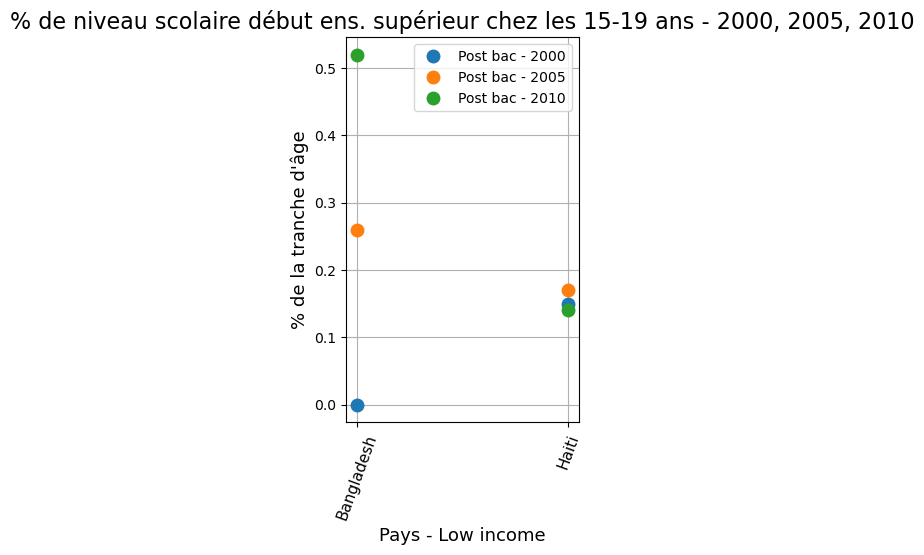 % de niveau scolaire début ens. supérieur chez les 15-19 ans - 2000, 2005, 2010
Post bac - 2000
Post bac - 2005
Post bac - 2010
% de la tranche d'âge
0.5
0.4
0.3
0.2
0.1
0.0
Bangladesh
Haiti
Pays - Low income